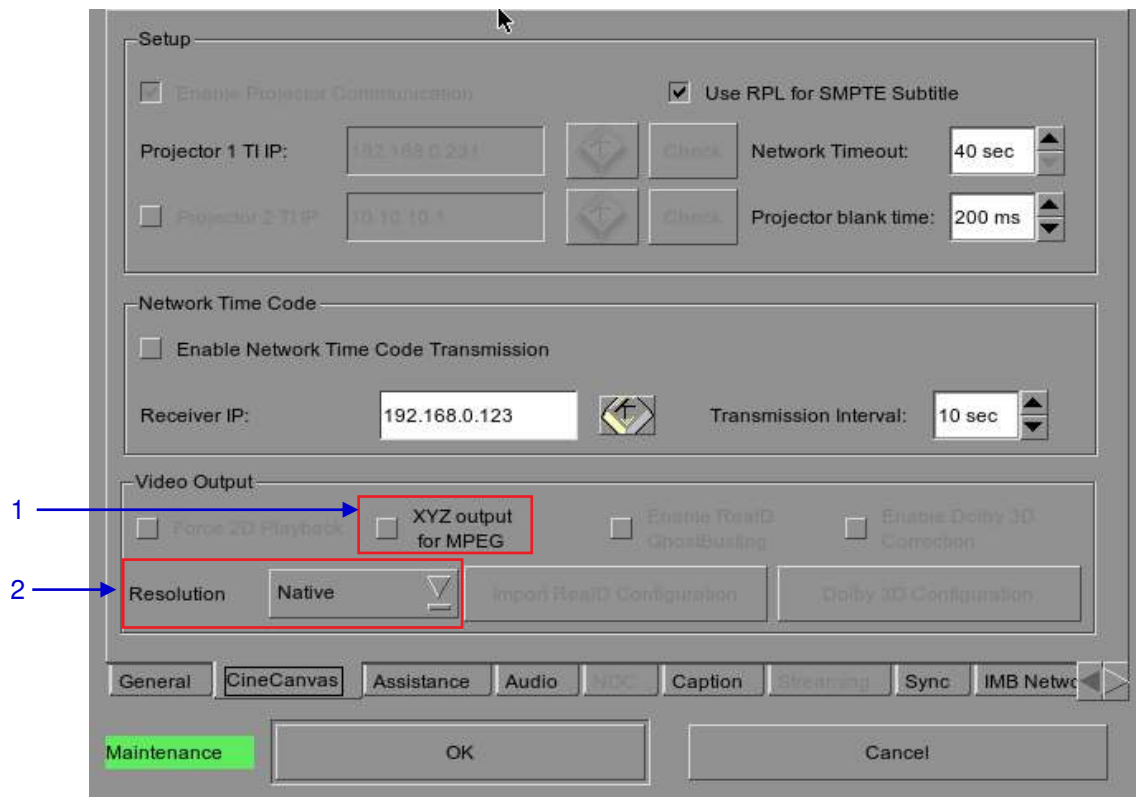 Setup
Enable Projector Communication
Use RPL for SMPTE Subtitle
Projector 1 TI IP:
192.168.0.231
Check
Network Timeout:
40 sec
Projector 2 TI IP
10.10.10.1
Check
Projector blank time:
200 ms
Network Time Code
Enable Network Time Code Transmission
Receiver IP:
192.168.0.123
Transmission Interval:
10 sec
Video Output
1
Force 2D Playback
XYZ output
for MPEG
Enable RealD
GhostBusting
Enable Dolby 3D
Correction
2
Resolution
Native
Import RealD Configuration
Dolby 3D Configuration
General
CineCanvas
Assistance
Audio
NDC
Caption
Streaming
Sync
IMB Netwo
Maintenance
OK
Cancel